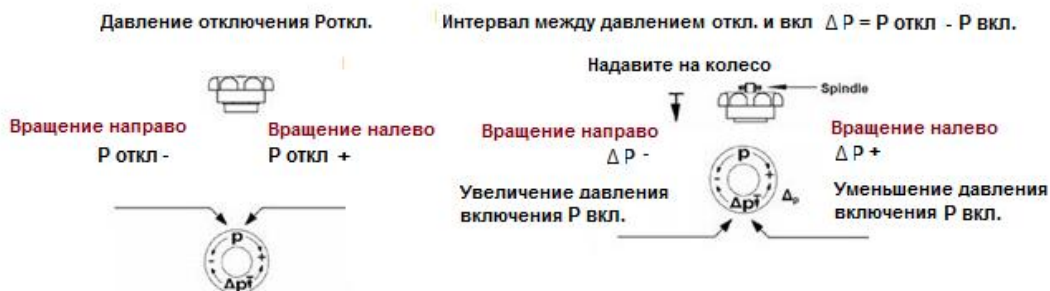 Давление отключения Pоткл.
Интервал между давлением откл. и вкл Δ P = P откл - P вкл.
Надавите на колесо
Spindle
Вращение направо
P откл -
Вращение налево
P откл +
Вращение направо
Δ P -
Увеличение давления
включения P вкл.
Вращение налево
Δ P +
Уменьшение давления
включения P вкл.
P
- +
Δp
P
- +
Δp
Δp